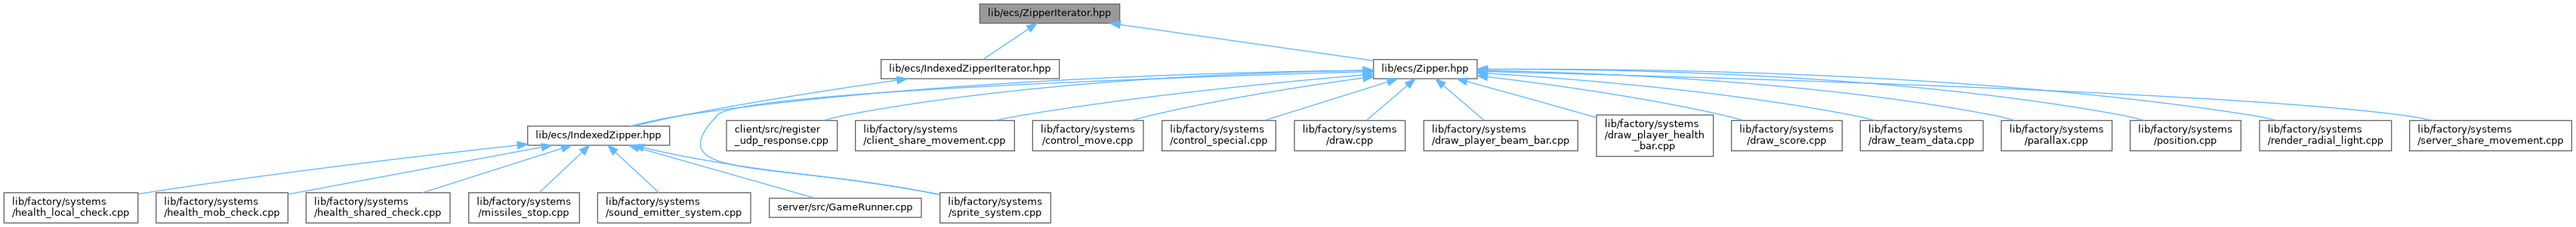 lib/ecs/ZipperIterator.hpp
lib/ecs/IndexedZipperIterator.hpp
lib/ecs/Zipper.hpp
lib/ecs/IndexedZipper.hpp
client/src/register
_udp_response.cpp
lib/factory/systems
/client_share_movement.cpp
lib/factory/systems
/control_move.cpp
lib/factory/systems
/control_special.cpp
lib/factory/systems
/draw.cpp
lib/factory/systems
/draw_player_beam_bar.cpp
lib/factory/systems
/draw_player_health
_bar.cpp
lib/factory/systems
/draw_score.cpp
lib/factory/systems
/draw_team_data.cpp
lib/factory/systems
/parallax.cpp
lib/factory/systems
/position.cpp
lib/factory/systems
/render_radial_light.cpp
lib/factory/systems
/server_share_movement.cpp
lib/factory/systems
/health_local_check.cpp
lib/factory/systems
/health_mob_check.cpp
lib/factory/systems
/health_shared_check.cpp
lib/factory/systems
/missiles_stop.cpp
lib/factory/systems
/sound_emitter_system.cpp
server/src/GameRunner.cpp
lib/factory/systems
/sprite_system.cpp